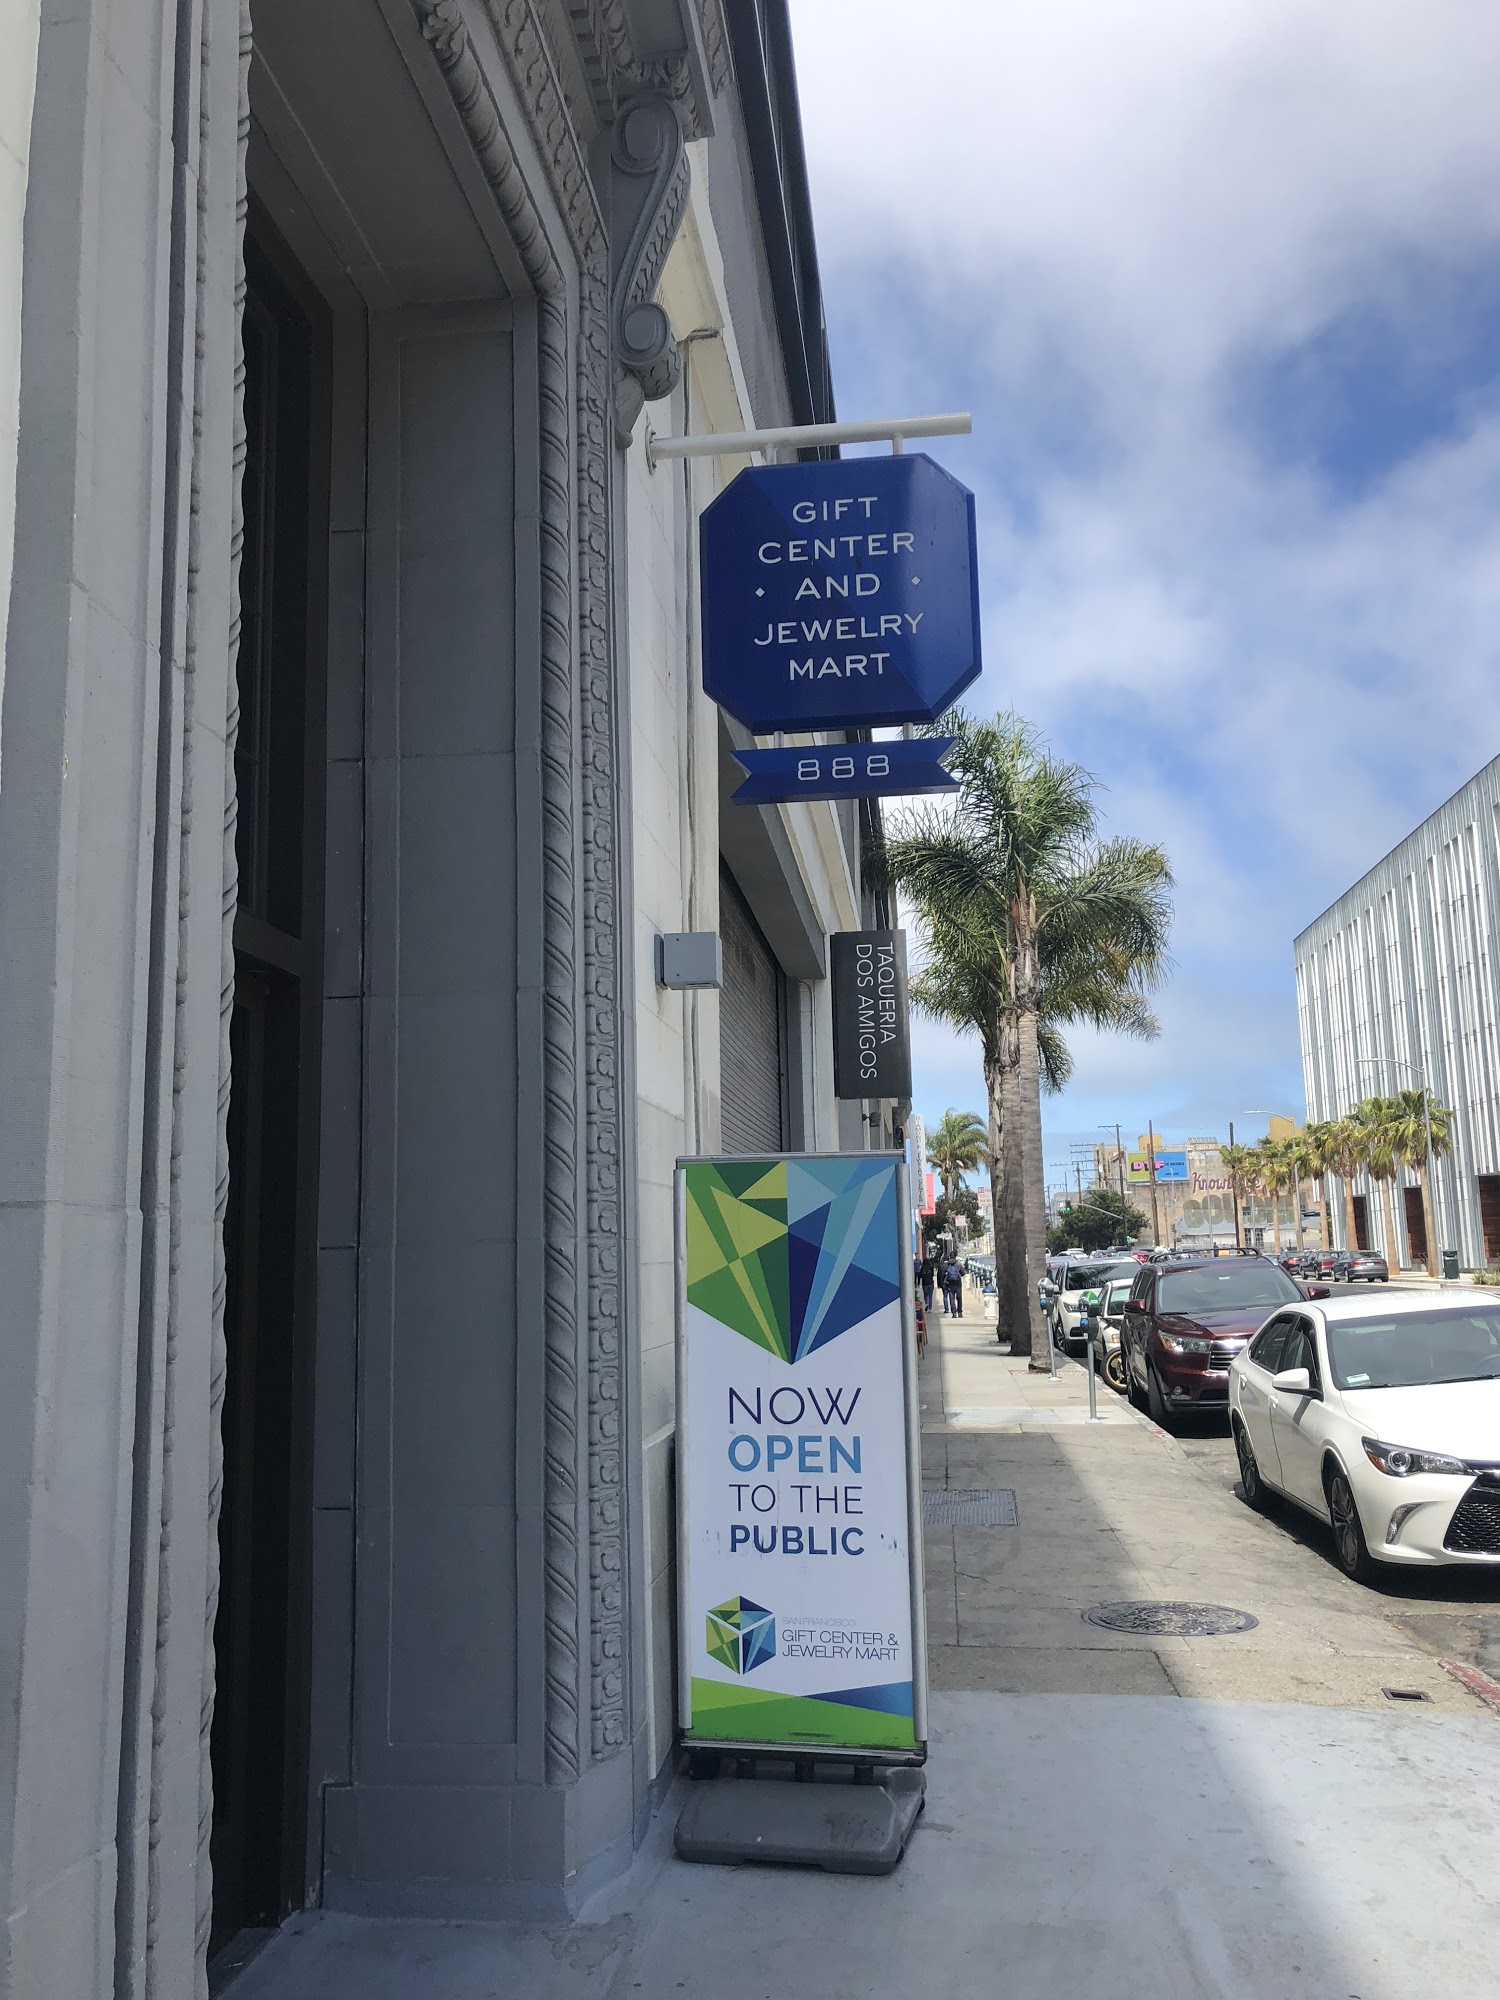 GIFT
CENTER
AND
JEWELRY
MART
888
TAQUERIA
DOS AMIGOS
NOW
OPEN
TO THE
PUBLIC
SAN FRANCISCO
GIFT CENTER &
JEWELRY MART
Knowledge